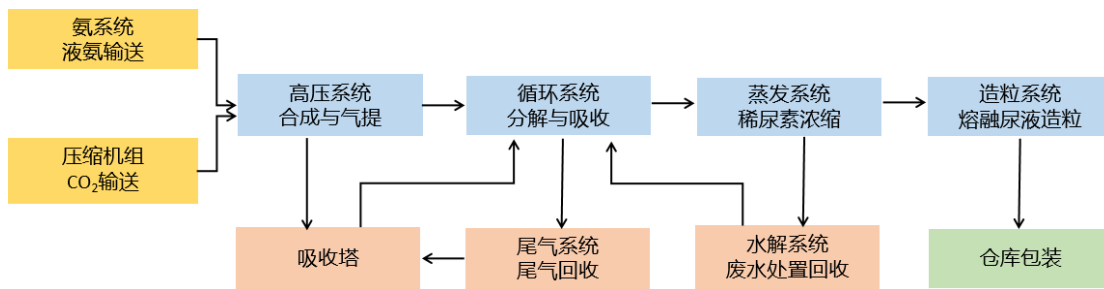 氨系统
液氨输送
压缩机组
CO₂输送
高压系统
合成与气提
循环系统
分解与吸收
蒸发系统
稀尿素浓缩
造粒系统
熔融尿液造粒
吸收塔
尾气系统
尾气回收
水解系统
废水处置回收
仓库包装